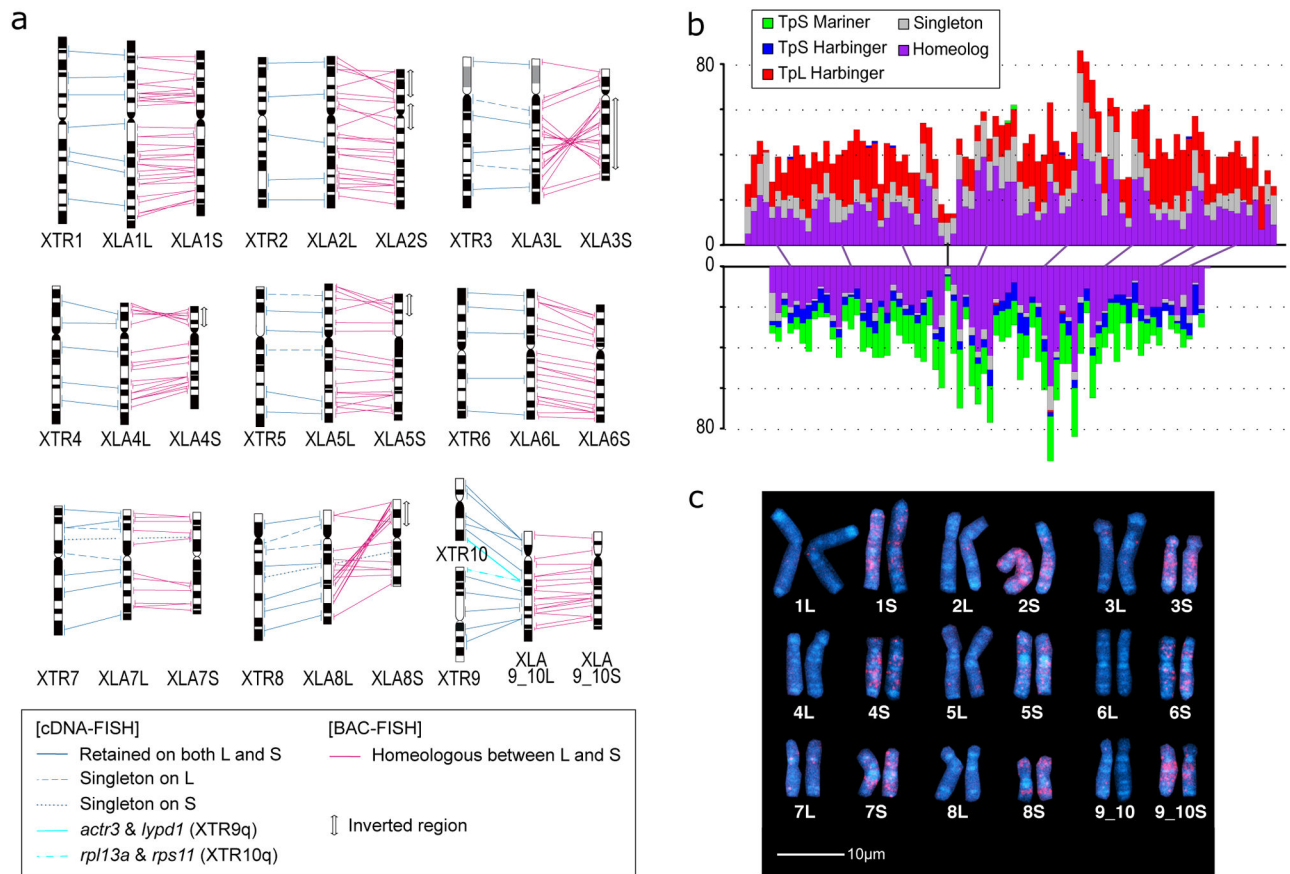 a
XTR1 XLA1L XLA1S
XTR2 XLA2L XLA2S
XTR3 XLA3L XLA3S
XTR4 XLA4L XLA4S
XTR5 XLA5L XLA5S
XTR6 XLA6L XLA6S
XTR7 XLA7L XLA7S
XTR8 XLA8L XLA8S
XTR10
XTR9
XLA
9_10L
XLA
9_10S
[cDNA-FISH]
Retained on both L and S
Singleton on L
Singleton on S
actr3 & lypd1 (XTR9q)
rpl13a & rps11 (XTR10q)
[BAC-FISH]
Homeologous between L and S
Inverted region
b
TpS Mariner
TpS Harbinger
TpL Harbinger
Singleton
Homeolog
80
0
0
80
c
1L 1S 2L 2S 3L 3S
4L 4S 5L 5S 6L 6S
7L 7S 8L 8S 9_10 9_10S
10µm